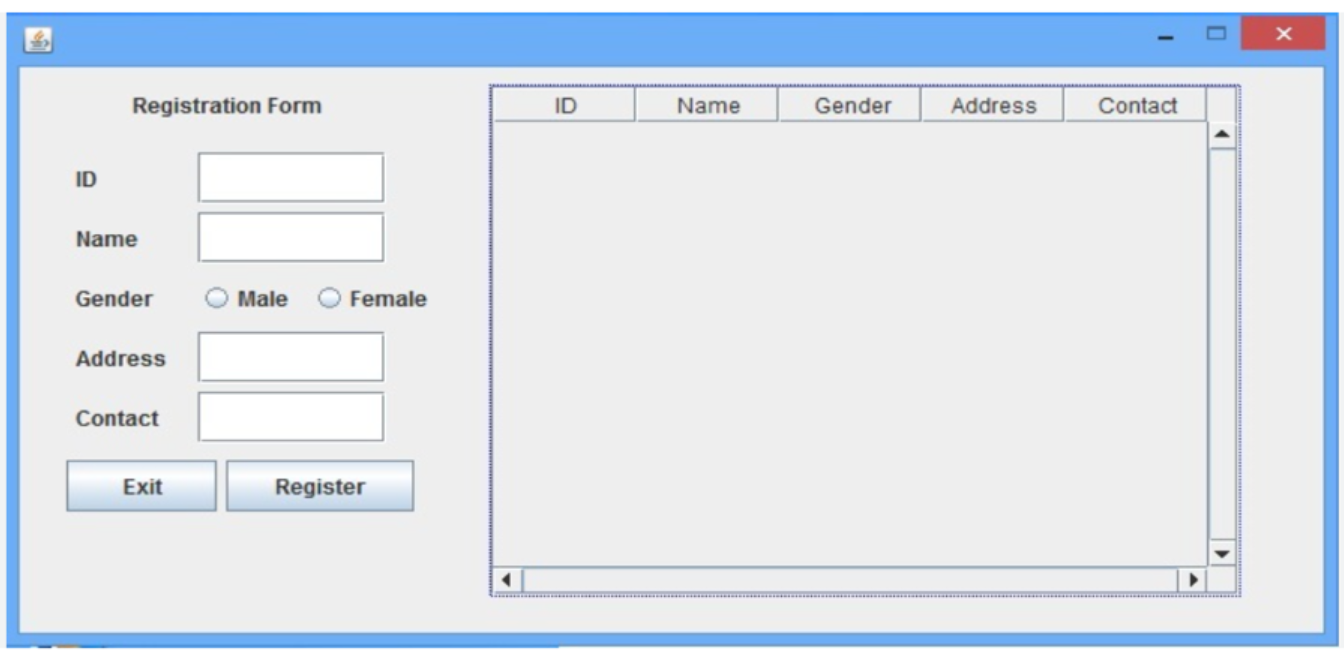 Registration Form
ID
Name
Gender Male Female
Address
Contact
Exit Register
ID Name Gender Address Contact